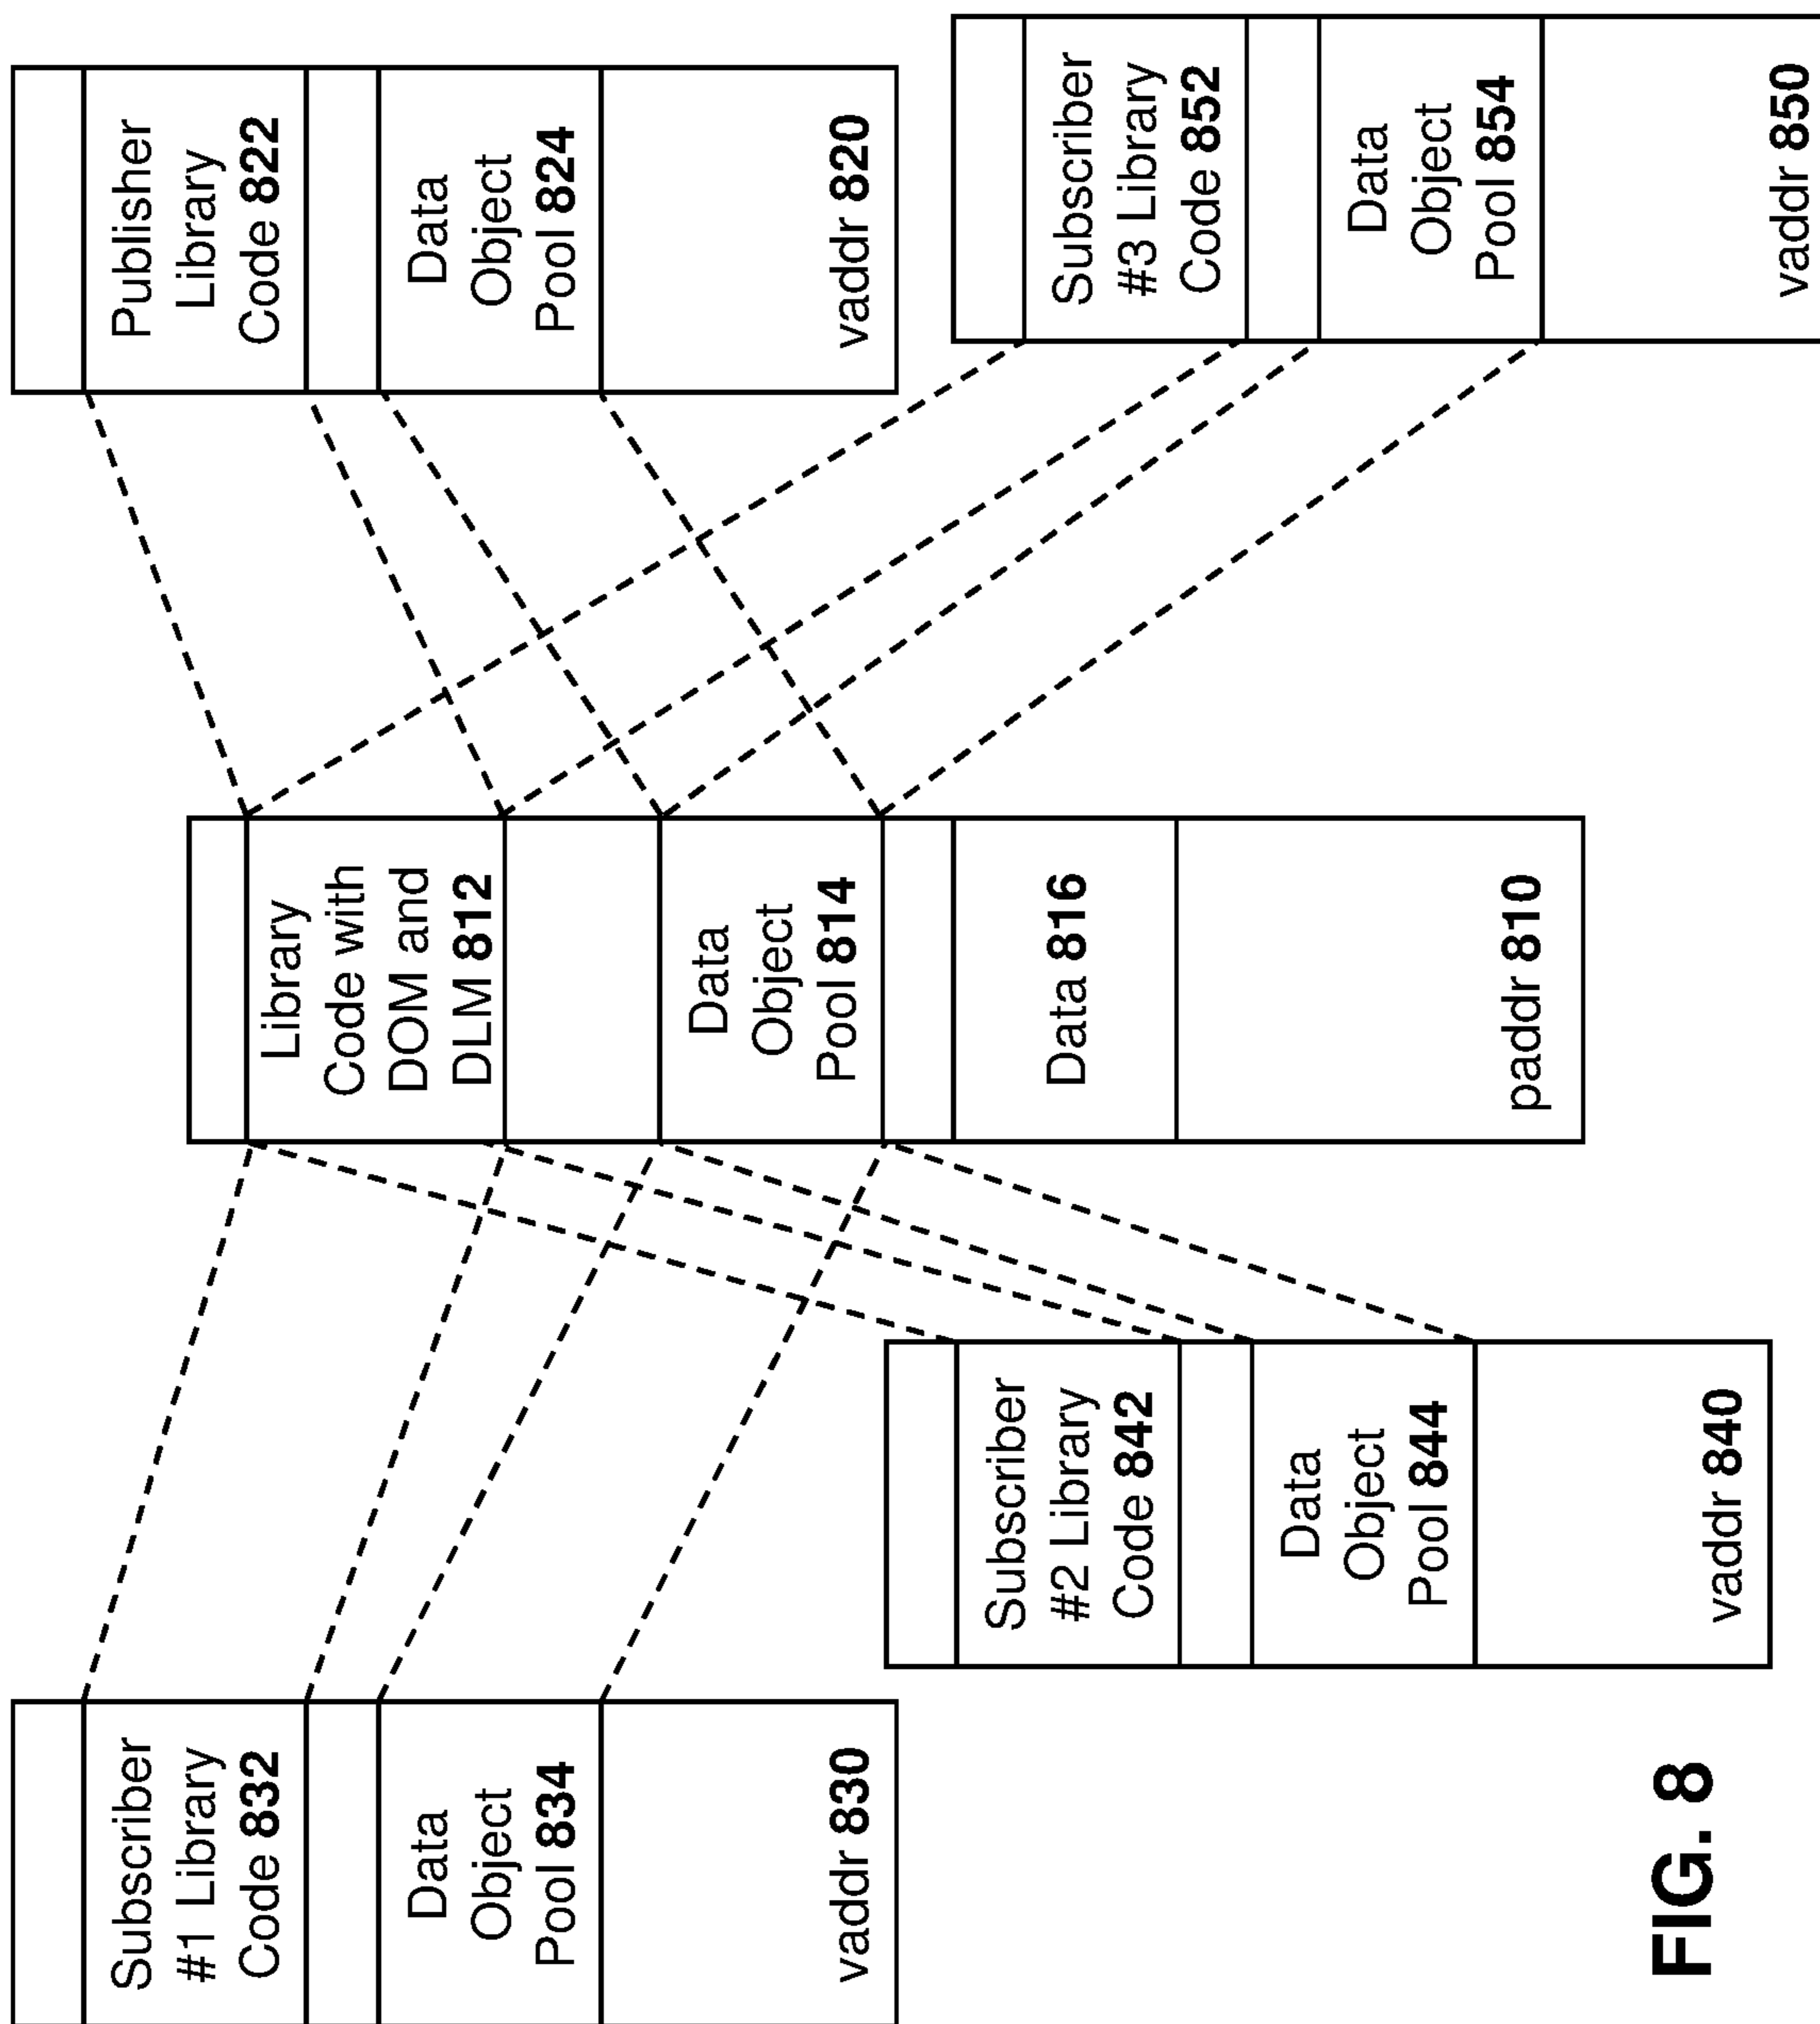 Subscriber
#1 Library
Code 832
Data
Object
Pool 834
vaddr 830
Subscriber
#2 Library
Code 842
Data
Object
Pool 844
vaddr 840
Library
Code with
DOM and
DLM 812
Data
Object
Pool 814
Data 816
paddr 810
Publisher
Library
Code 822
Data
Object
Pool 824
vaddr 820
Subscriber
#3 Library
Code 852
Data
Object
Pool 854
vaddr 850
FIG. 8